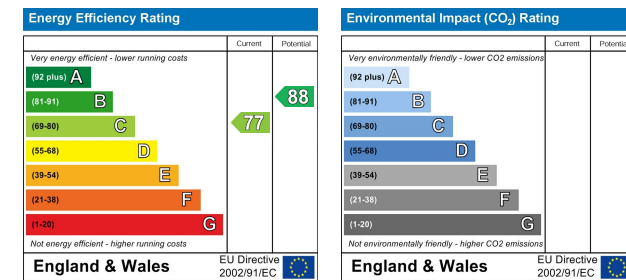 Energy Efficiency Rating
Current Potential
Very energy efficient - lower running costs
(92 plus) A
(81-91) B
(69-80) C
(55-68) D
(39-54) E
(21-38) F
(1-20) G
77
88
Not energy efficient - higher running costs
England & Wales
EU Directive
2002/91/EC
Environmental Impact (CO₂) Rating
Current Potential
Very environmentally friendly - lower CO2 emissions
(92 plus) A
(81-91) B
(69-80) C
(55-68) D
(39-54) E
(21-38) F
(1-20) G
Not environmentally friendly - higher CO2 emissions
England & Wales
EU Directive
2002/91/EC